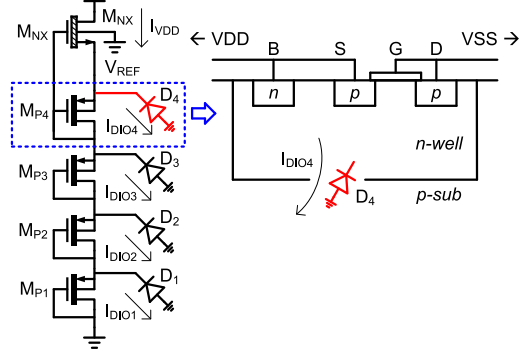 M_NX
M_NX
I_VDD
V_REF
M_P4
D_4
I_DIO4
M_P3
D_3
I_DIO3
M_P2
D_2
I_DIO2
M_P1
D_1
I_DIO1
← VDD
VSS →
B
S
G
D
n
p
p
n-well
I_DIO4
D_4
p-sub